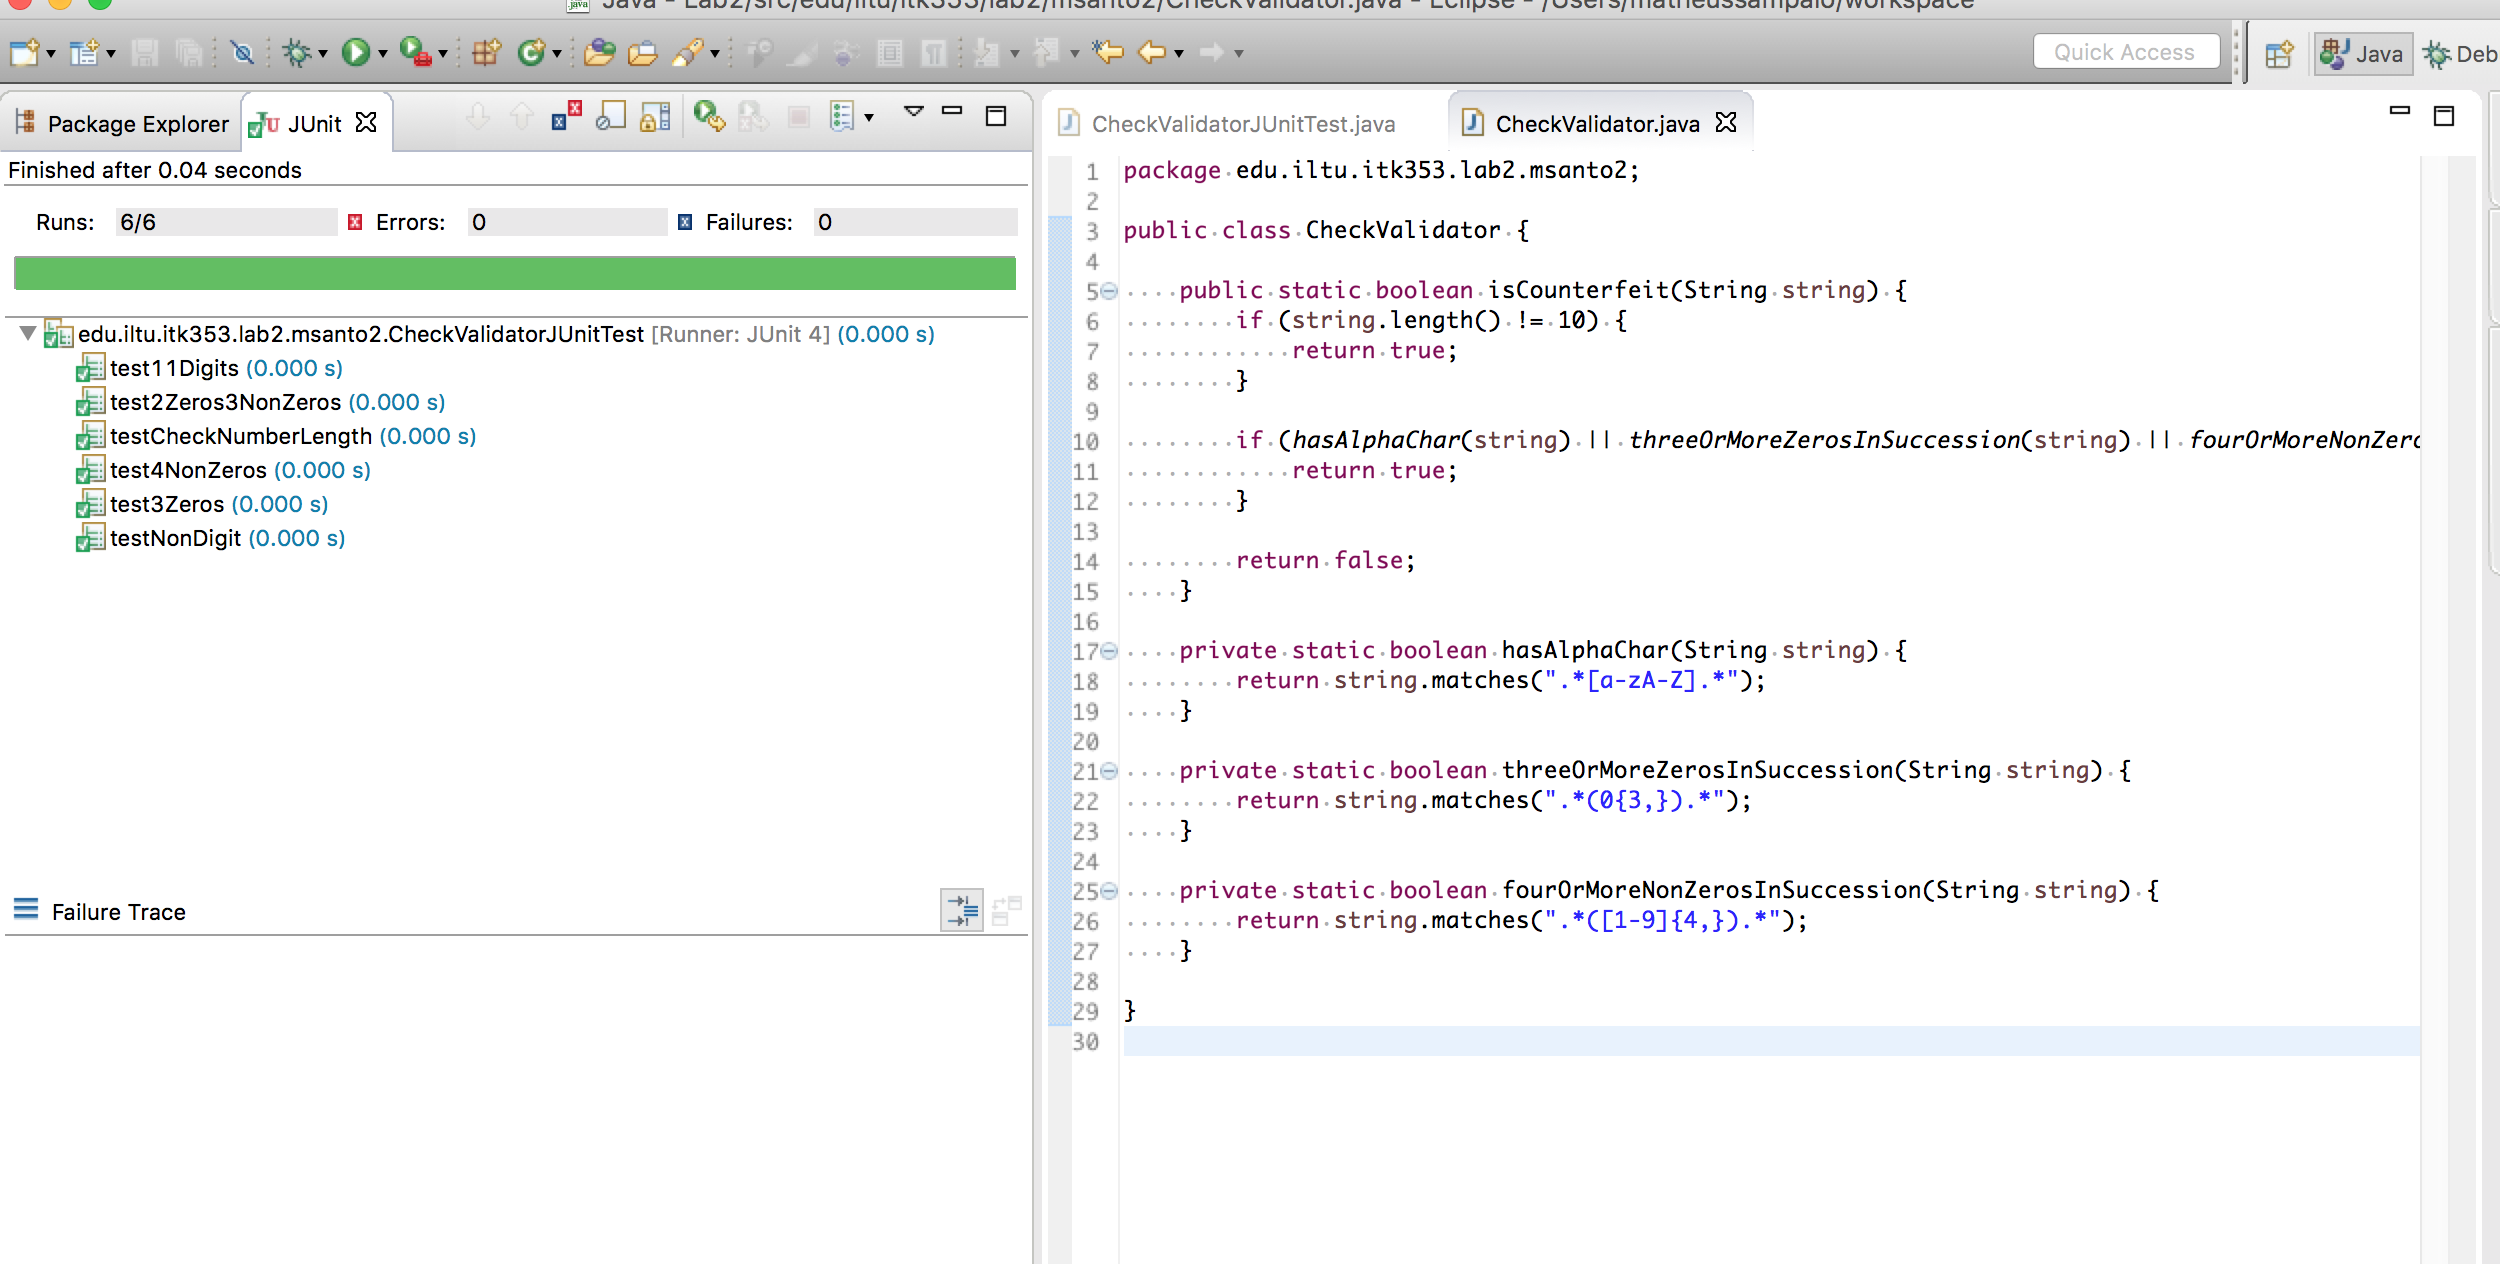 Java - Lab2/src/edu/iltu/itk353/lab2/msanto2/CheckValidator.java - Eclipse - /Users/matheussampaio/workspace
Quick Access
Java
Deb
Package Explorer
JUnit
Finished after 0.04 seconds
Runs: 6/6 Errors: 0 Failures: 0
edu.iltu.itk353.lab2.msanto2.CheckValidatorJUnitTest [Runner: JUnit 4] (0.000 s)
test11Digits (0.000 s)
test2Zeros3NonZeros (0.000 s)
testCheckNumberLength (0.000 s)
test4NonZeros (0.000 s)
test3Zeros (0.000 s)
testNonDigit (0.000 s)
Failure Trace
CheckValidatorJUnitTest.java
CheckValidator.java
1 package edu.iltu.itk353.lab2.msanto2;
2
3 public class CheckValidator {
4
5 public static boolean isCounterfeit(String string) {
6 if (string.length() != 10) {
7 return true;
8 }
9
10 if (hasAlphaChar(string) || threeOrMoreZerosInSuccession(string) || fourOrMoreNonZero
11 return true;
12 }
13
14 return false;
15 }
16
17 private static boolean hasAlphaChar(String string) {
18 return string.matches(".*[a-zA-Z].*");
19 }
20
21 private static boolean threeOrMoreZerosInSuccession(String string) {
22 return string.matches(".*(0{3,}).*");
23 }
24
25 private static boolean fourOrMoreNonZerosInSuccession(String string) {
26 return string.matches(".*([1-9]{4,}).*");
27 }
28
29 }
30